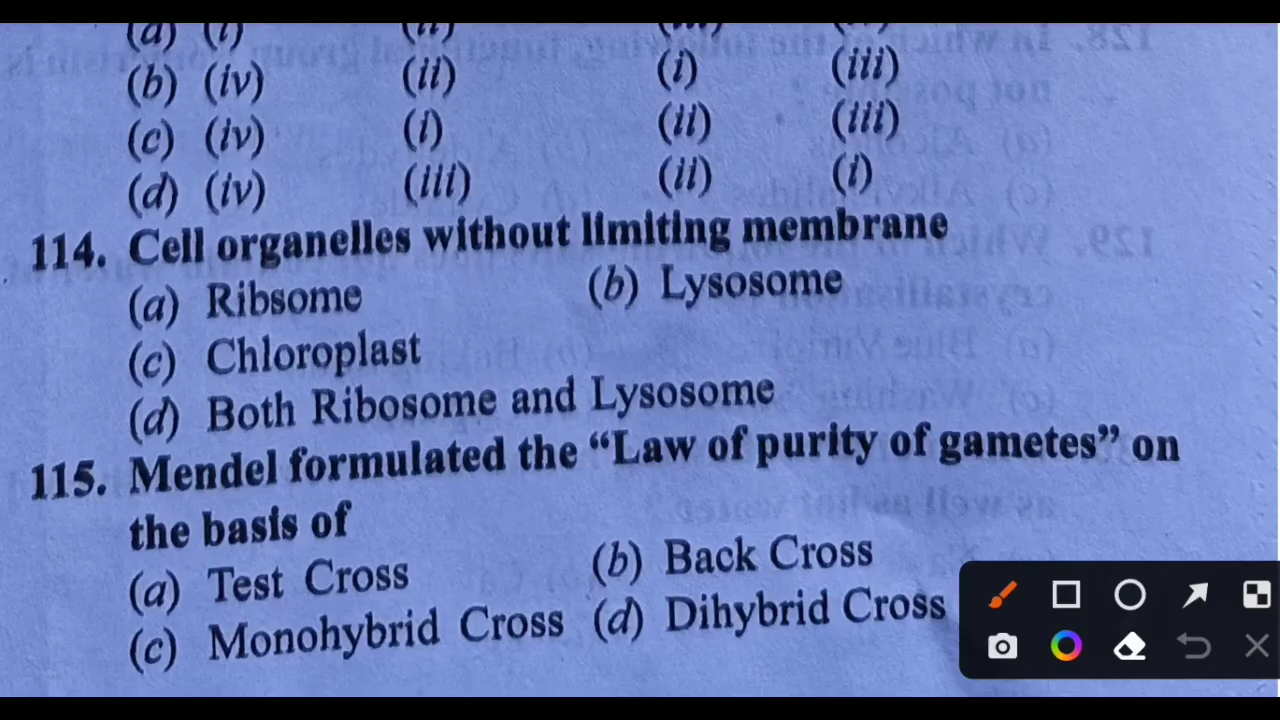 (a) (i) (ii) (iii)
(b) (iv) (ii) (i) (iii)
(c) (iv) (i) (ii) (iii)
(d) (iv) (iii) (ii) (i)
114. Cell organelles without limiting membrane
(a) Ribsome (b) Lysosome
(c) Chloroplast
(d) Both Ribosome and Lysosome
115. Mendel formulated the “Law of purity of gametes” on
the basis of
(a) Test Cross (b) Back Cross
(c) Monohybrid Cross (d) Dihybrid Cross